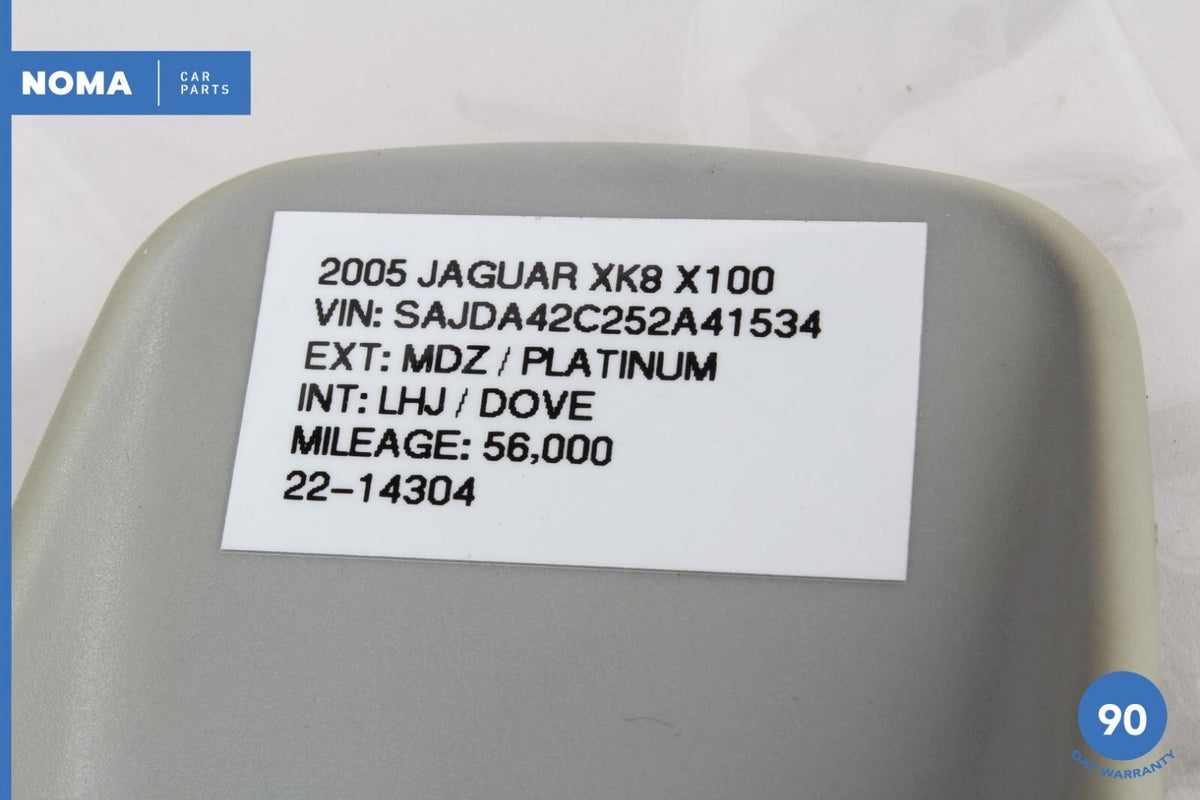 NOMA
CAR
PARTS
2005 JAGUAR XK8 X100
VIN: SAJDA42C252A41534
EXT: MDZ / PLATINUM
INT: LHJ / DOVE
MILEAGE: 56,000
22-14304
90
DAY WARRANTY